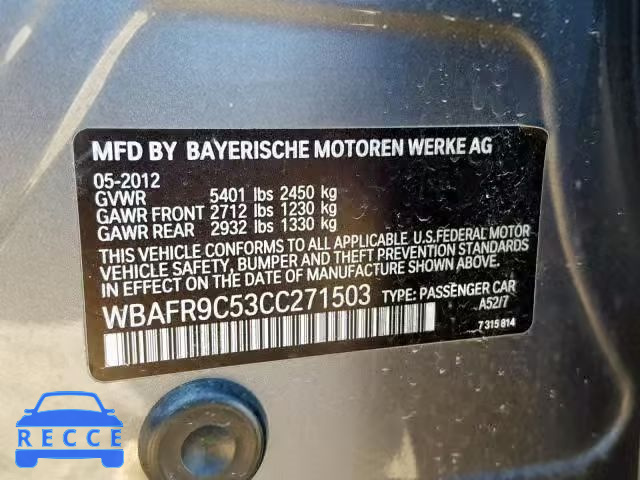 MFD BY BAYERISCHE MOTOREN WERKE AG
05-2012
GVWR 5401 lbs 2450 kg
GAWR FRONT 2712 lbs 1230 kg
GAWR REAR 2932 lbs 1330 kg
THIS VEHICLE CONFORMS TO ALL APPLICABLE U.S.FEDERAL MOTOR
VEHICLE SAFETY, BUMPER AND THEFT PREVENTION STANDARDS
IN EFFECT ON THE DATE OF MANUFACTURE SHOWN ABOVE.
WBAFR9C53CC271503 TYPE: PASSENGER CAR
A52/7
7 315 814
RECCE